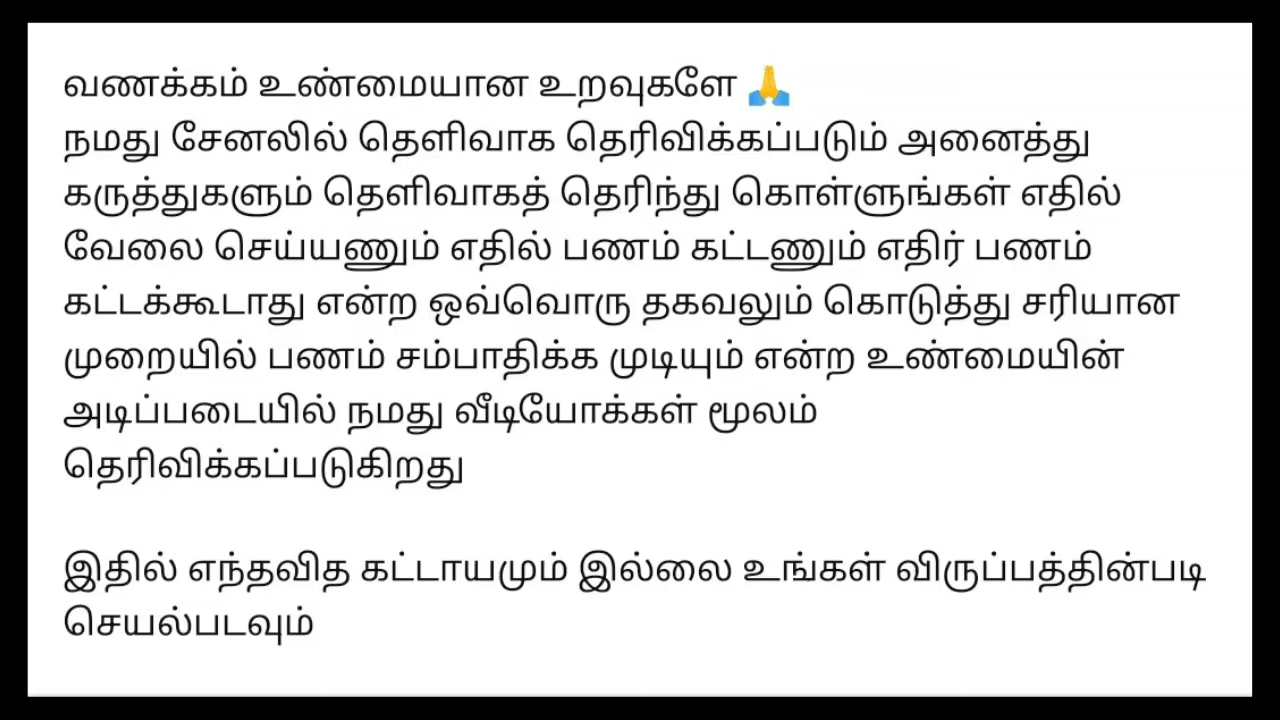 வணக்கம் உண்மையான உறவுகளே 🙏
நமது சேனலில் தெளிவாக தெரிவிக்கப்படும் அனைத்து
கருத்துகளும் தெளிவாகத் தெரிந்து கொள்ளுங்கள் எதில்
வேலை செய்யணும் எதில் பணம் கட்டணும் எதிர் பணம்
கட்டக்கூடாது என்ற ஒவ்வொரு தகவலும் கொடுத்து சரியான
முறையில் பணம் சம்பாதிக்க முடியும் என்ற உண்மையின்
அடிப்படையில் நமது வீடியோக்கள் மூலம்
தெரிவிக்கப்படுகிறது
இதில் எந்தவித கட்டாயமும் இல்லை உங்கள் விருப்பத்தின்படி
செயல்படவும்